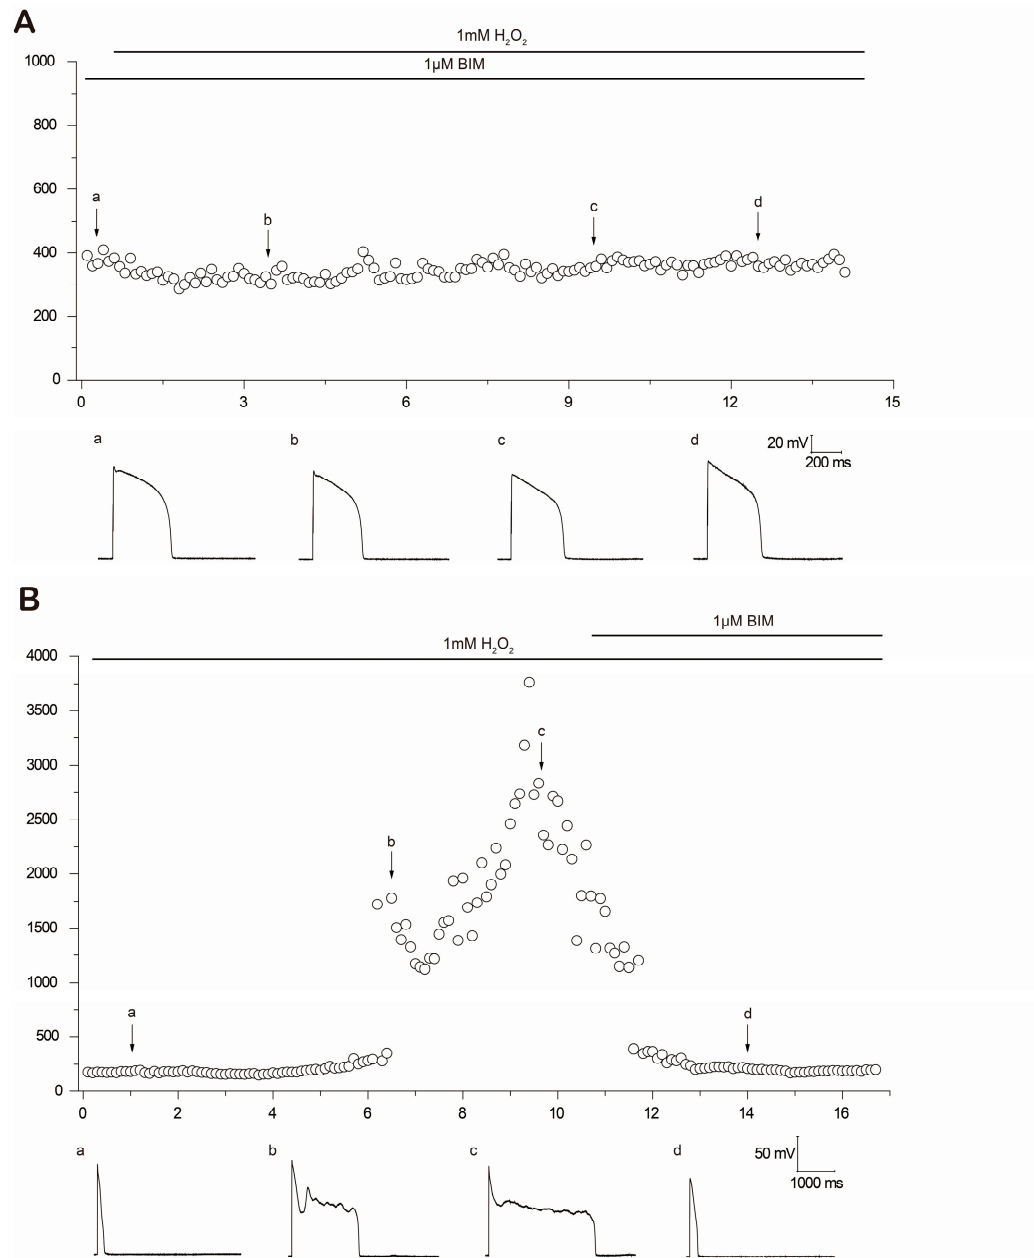 A
1mM H₂O₂
1µM BIM
1000
800
600
400
200
0
a
b
c
d
0 3 6 9 12 15
a b c d
20 mV
200 ms
B
1µM BIM
1mM H₂O₂
4000
3500
3000
2500
2000
1500
1000
500
0
c
b
a
d
0 2 4 6 8 10 12 14 16
a b c d
50 mV
1000 ms